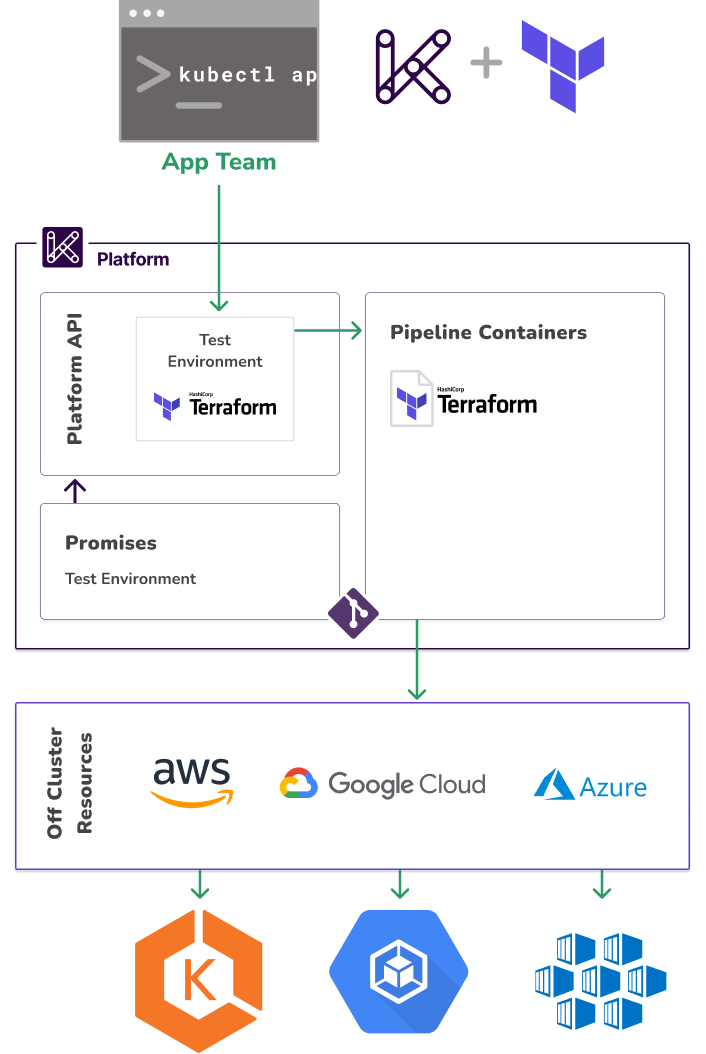 kubectl ap
App Team
Platform
Platform API
Test
Environment
HashiCorp
Terraform
Pipeline Containers
HashiCorp
Terraform
Promises
Test Environment
Off Cluster
Resources
aws
Google Cloud
Azure
K